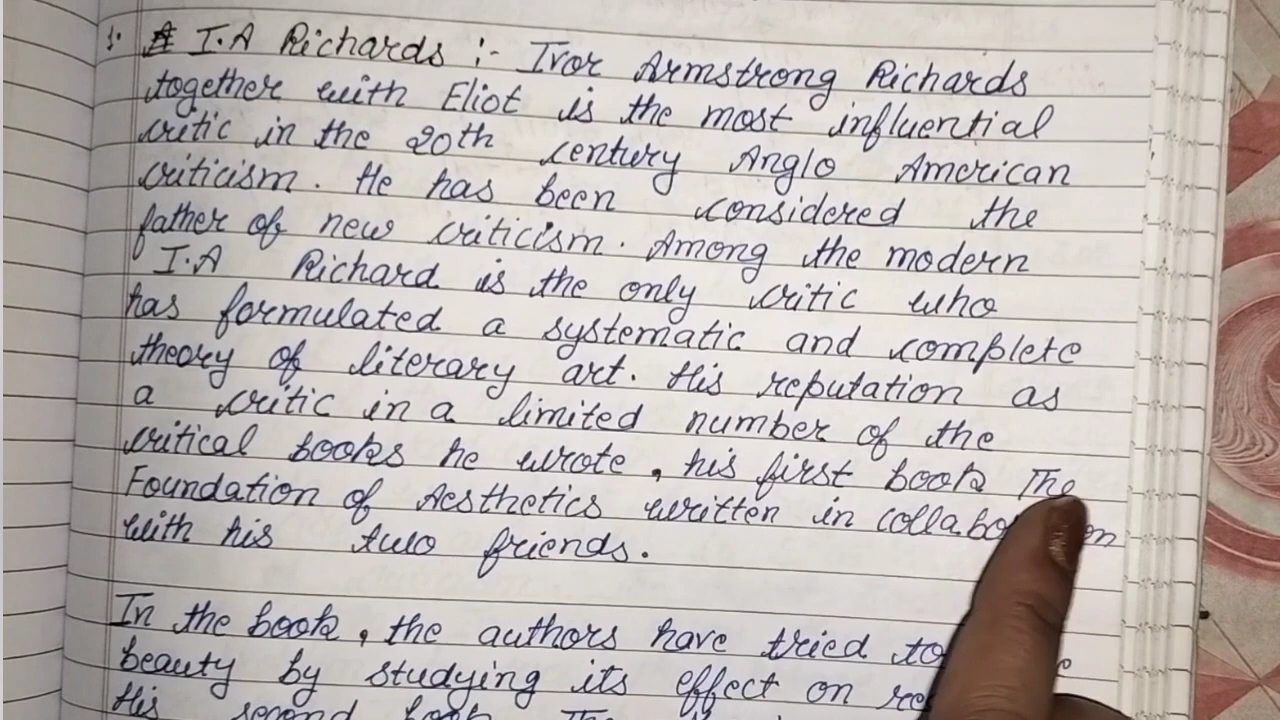 1. I.A Richards :- Ivor Armstrong Richards
together with Eliot is the most influential
critic in the 20th century Anglo American
criticism. He has been considered the
father of new criticism. Among the modern
I.A Richard is the only critic who
has formulated a systematic and complete
theory of literary art. His reputation as
a critic in a limited number of the
critical books he wrote, his first book The
Foundation of Aesthetics written in
with his two friends.
In the book, the authors have tried to
beauty by studying its effect on
His second book The